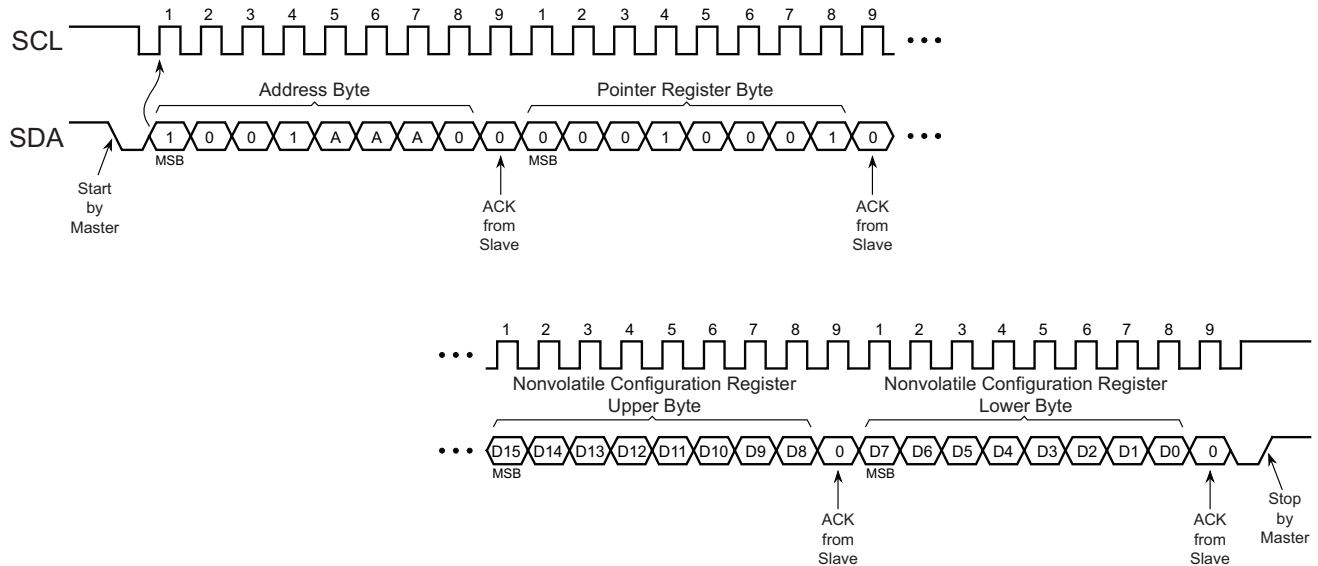 1 2 3 4 5 6 7 8 9 1 2 3 4 5 6 7 8 9
SCL
Address Byte Pointer Register Byte
SDA 1 0 0 1 A A A 0 0 0 0 0 1 0 0 0 1 0
MSB MSB
Start
by
Master
ACK
from
Slave
ACK
from
Slave
1 2 3 4 5 6 7 8 9 1 2 3 4 5 6 7 8 9
Nonvolatile Configuration Register
Upper Byte
Nonvolatile Configuration Register
Lower Byte
D15 D14 D13 D12 D11 D10 D9 D8 0 D7 D6 D5 D4 D3 D2 D1 D0 0
MSB MSB
ACK
from
Slave
ACK
from
Slave
Stop
by
Master